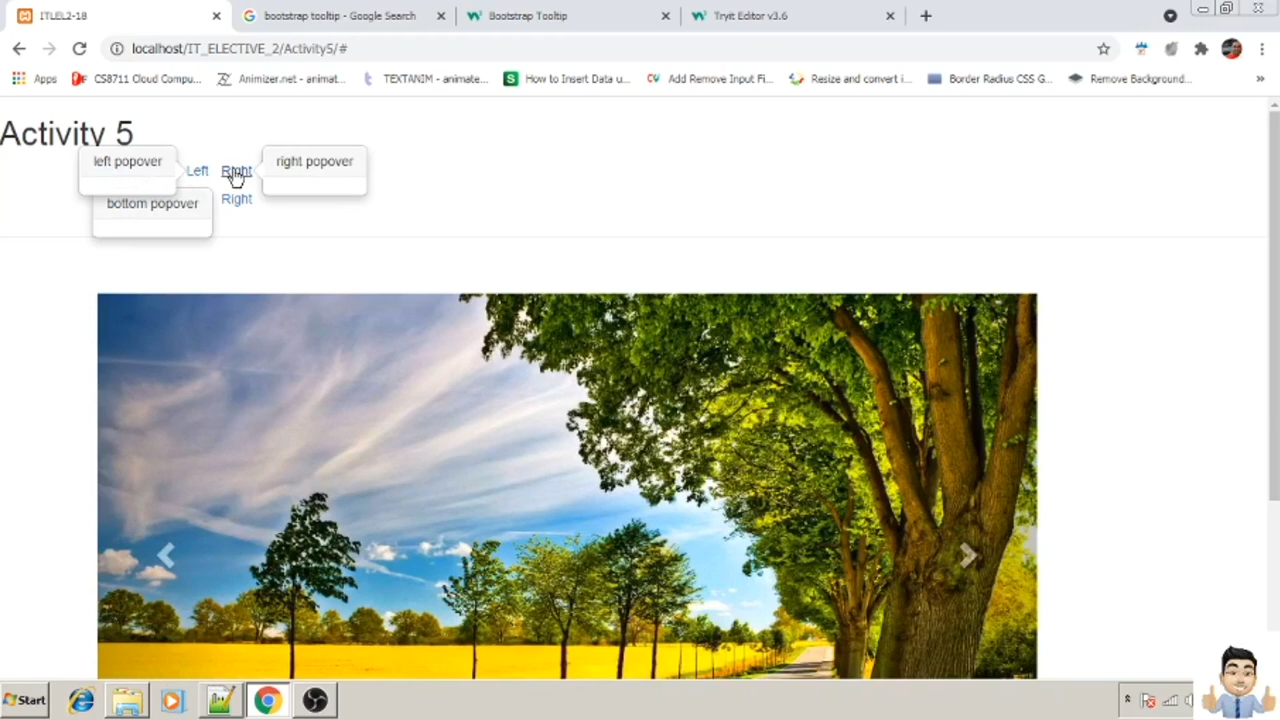 ITLEL2-18
bootstrap tooltip - Google Search
Bootstrap Tooltip
Tryit Editor v3.6
localhost/IT_ELECTIVE_2/Activity5/#
Apps
CS8711 Cloud Compu...
Animizer.net - animat...
TEXTANIM - animate...
How to Insert Data u...
Add Remove Input Fi...
Resize and convert i...
Border Radius CSS G...
Remove Background...
Activity 5
left popover
Left
Right
right popover
bottom popover
Right
Start